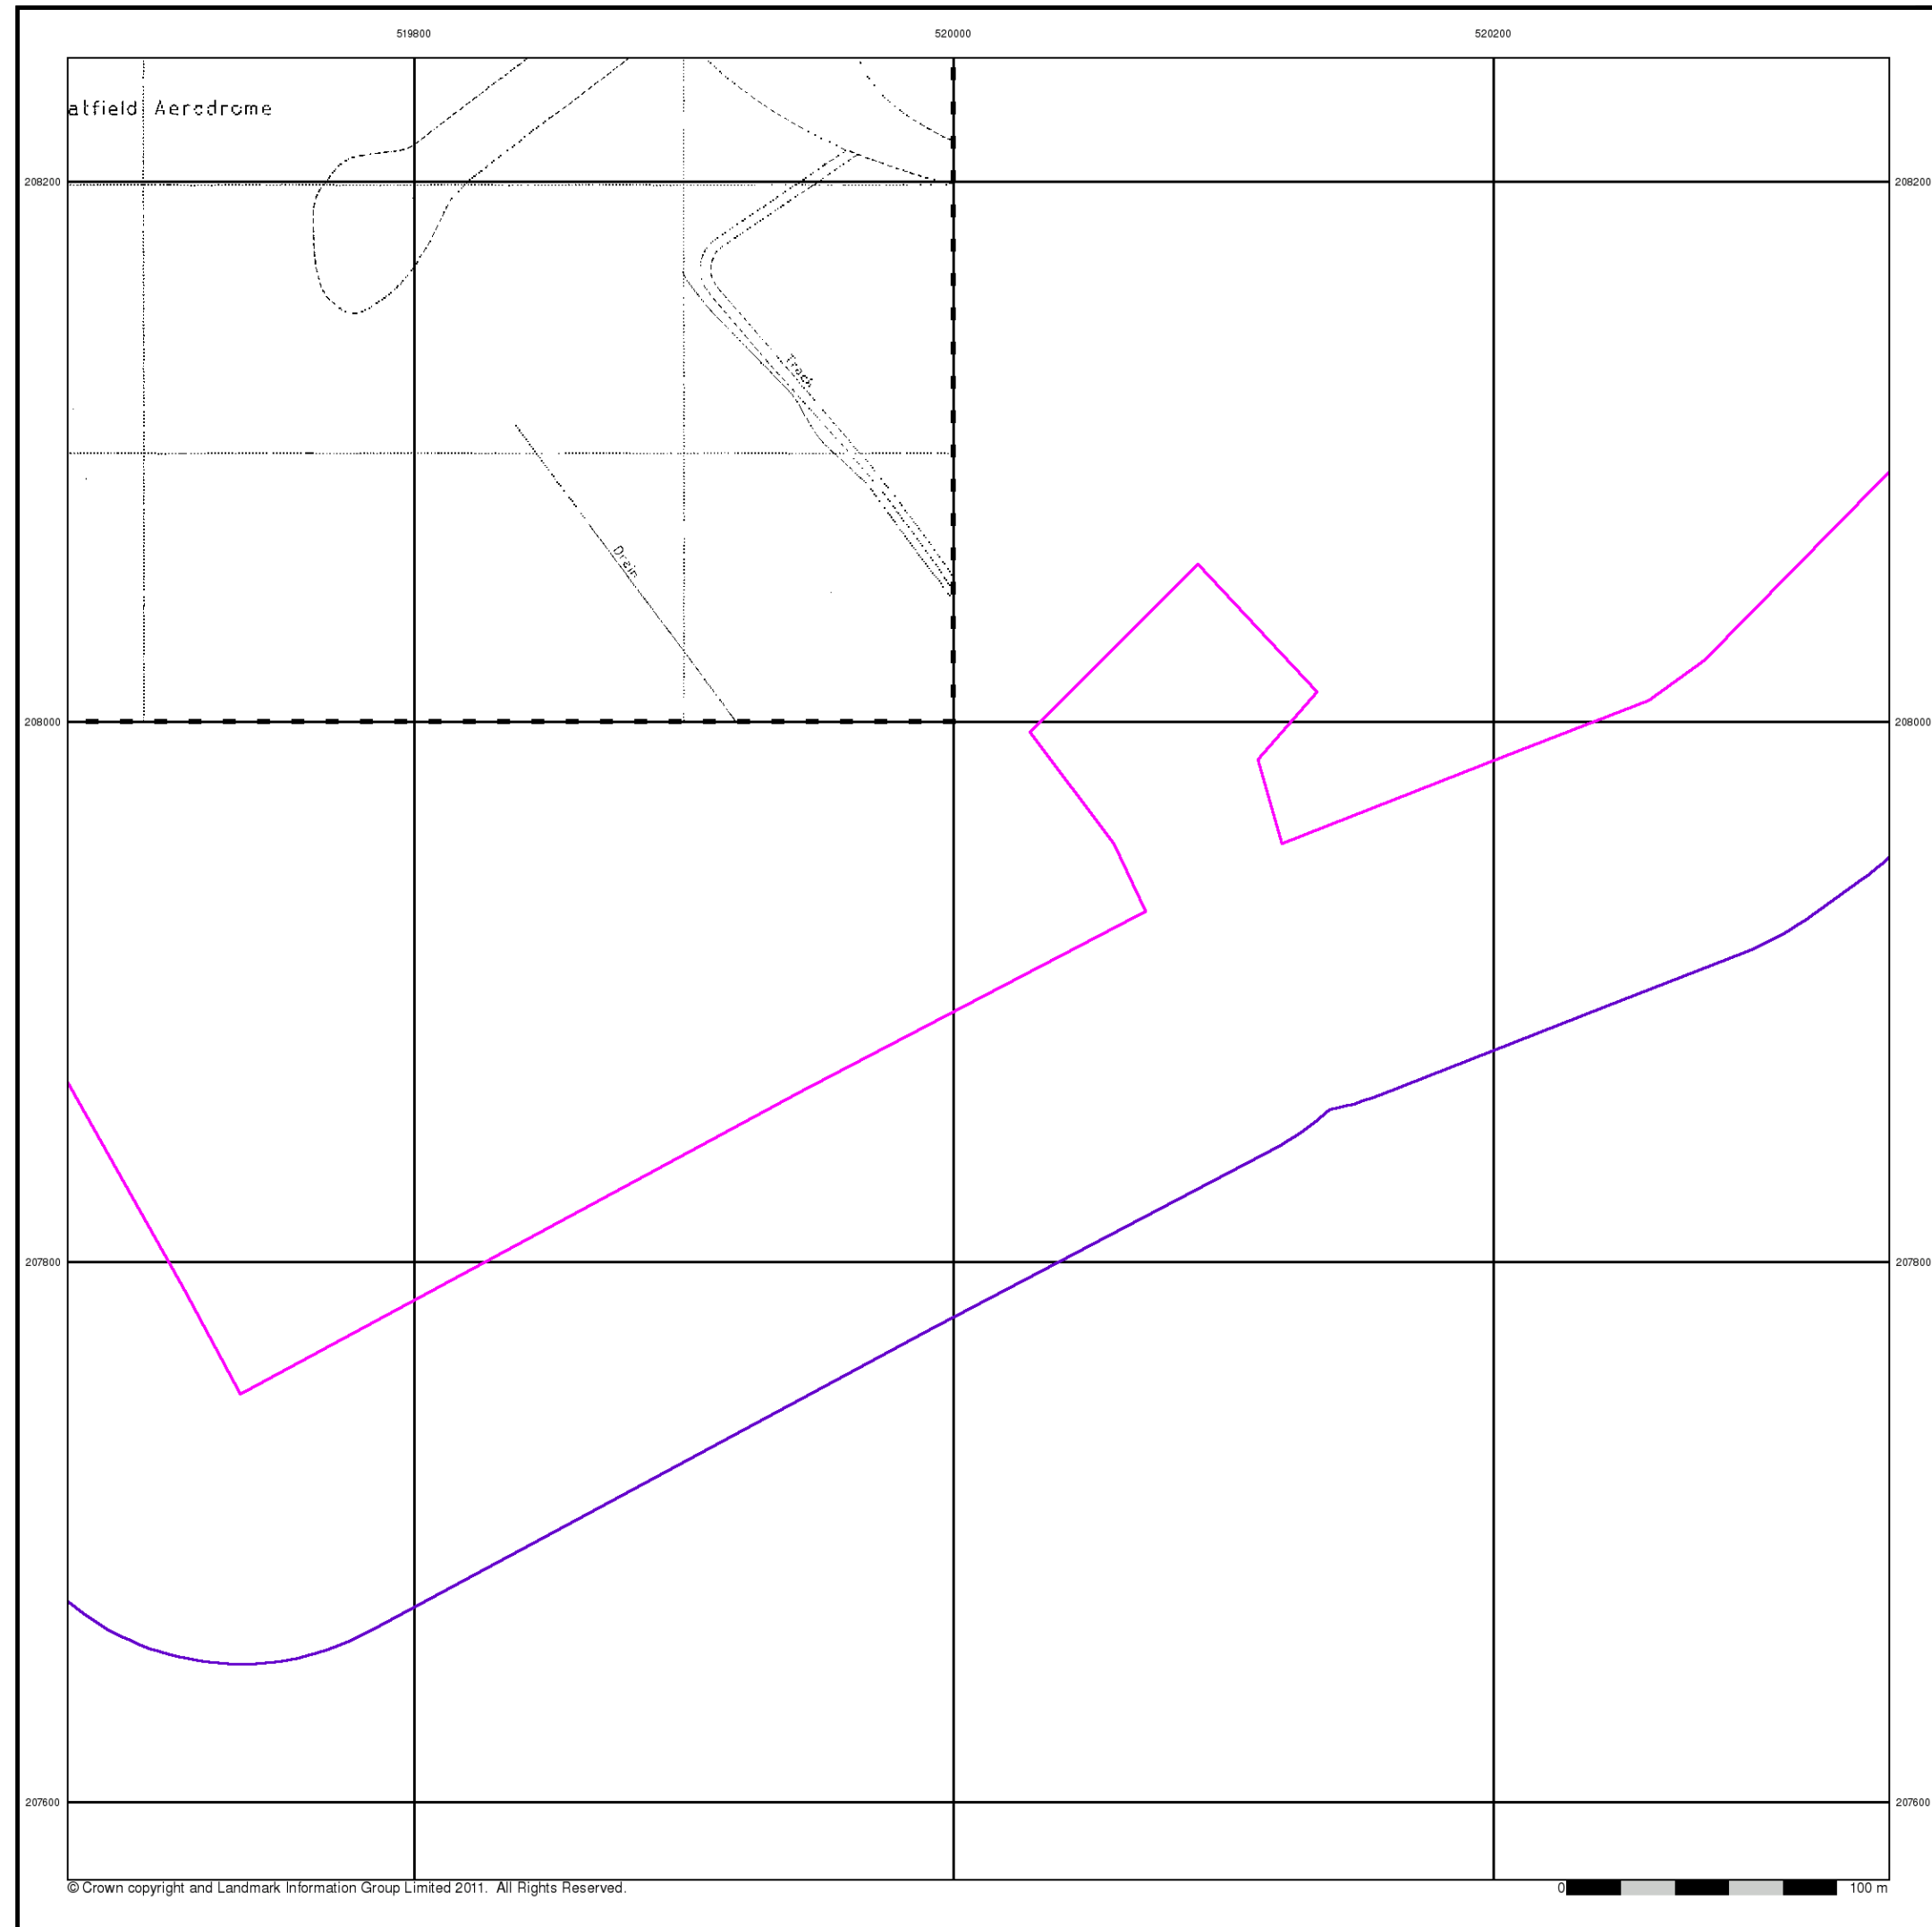 519800 520000 520200
atfield Aerodrome
208200 208200
Track
Drain
208000 208000
207800 207800
207600 207600
© Crown copyright and Landmark Information Group Limited 2011. All Rights Reserved.
0 100 m